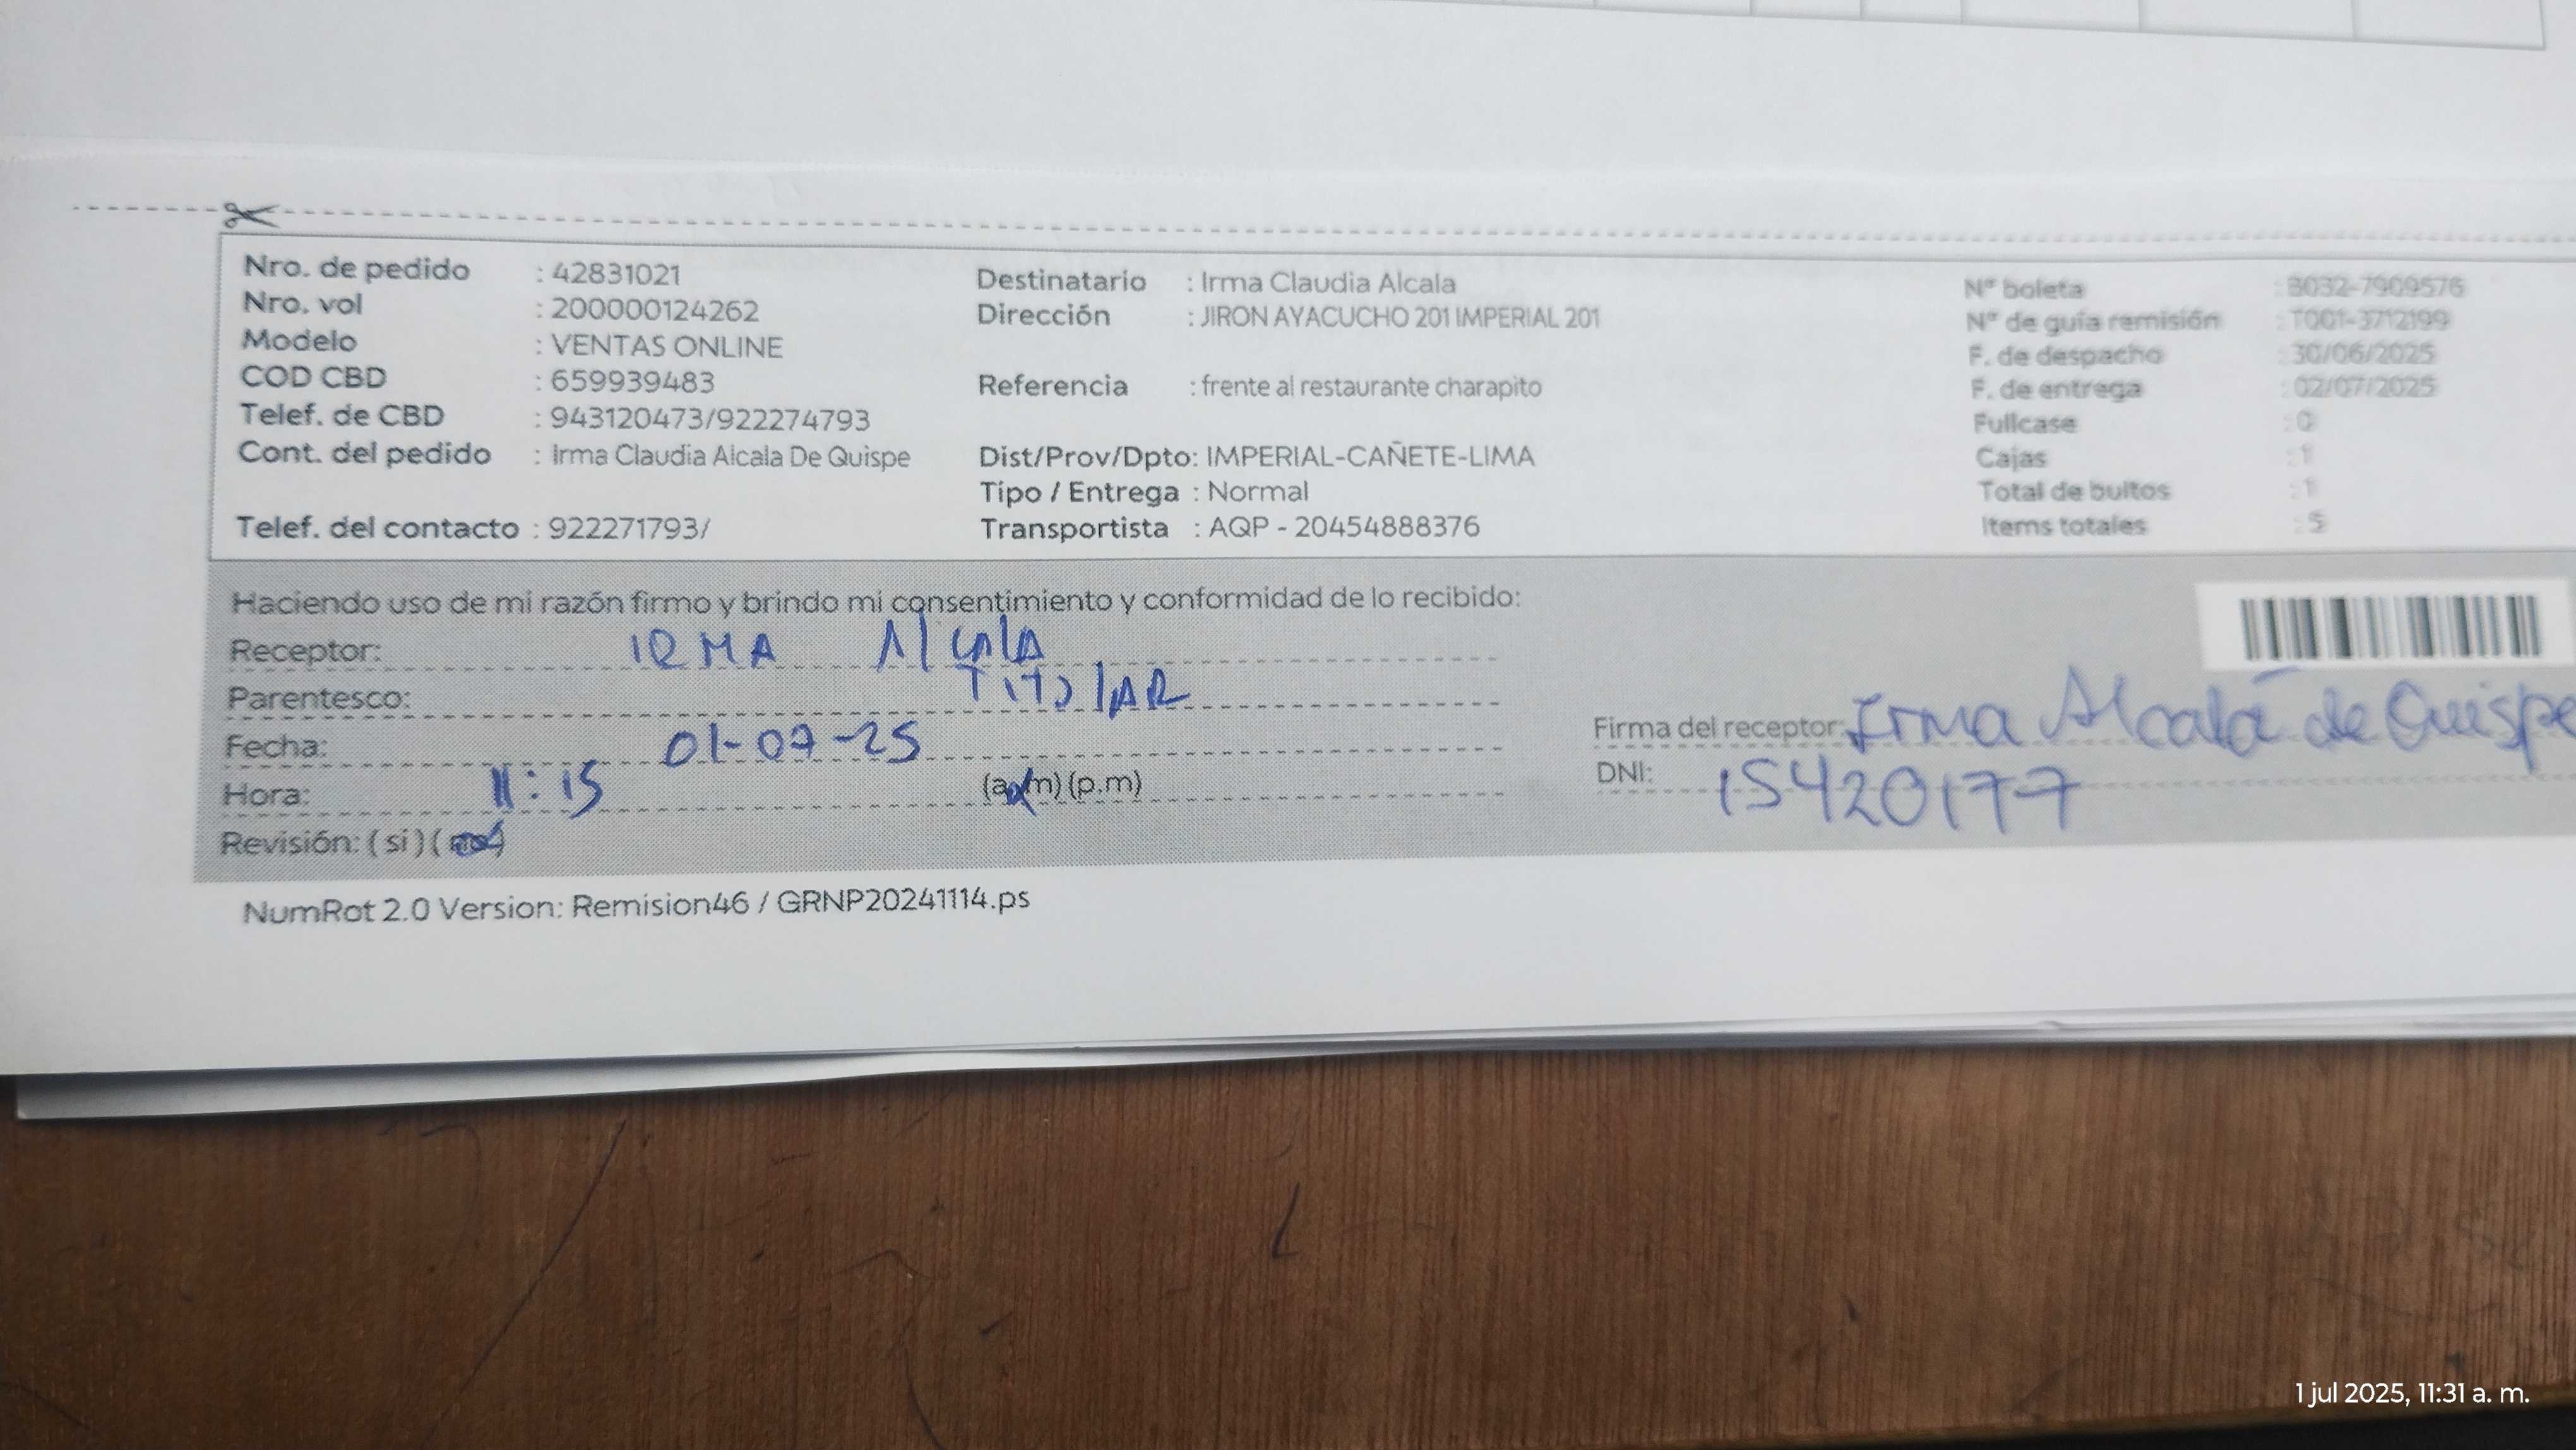 Nro. de pedido : 42831021
Nro. vol : 200000124262
Modelo : VENTAS ONLINE
COD CBD : 659939483
Telef. de CBD : 943120473/922274793
Cont. del pedido : Irma Claudia Alcala De Quispe
Telef. del contacto : 922271793/
Destinatario : Irma Claudia Alcala
Dirección : JIRON AYACUCHO 201 IMPERIAL 201
Referencia : frente al restaurante charapito
Dist/Prov/Dpto: IMPERIAL-CAÑETE-LIMA
Tipo / Entrega : Normal
Transportista : AQP - 20454888376
N° boleta : B032-7909576
N° de guía remisión : T001-3712199
F. de despacho : 30/06/2025
F. de entrega : 02/07/2025
Fullcase : 0
Cajas : 1
Total de bultos : 1
Items totales : 5
Haciendo uso de mi razón firmo y brindo mi consentimiento y conformidad de lo recibido:
Receptor: IRMA Alcala
Parentesco: TiTular
Fecha: 01-07-25
Hora: 11:15 (a.m) (p.m)
Revisión: ( si ) ( no )
Firma del receptor: Irma Alcalá de Quispe
DNI: 15420177
NumRot 2.0 Version: Remision46 / GRNP20241114.ps
1 jul 2025, 11:31 a. m.